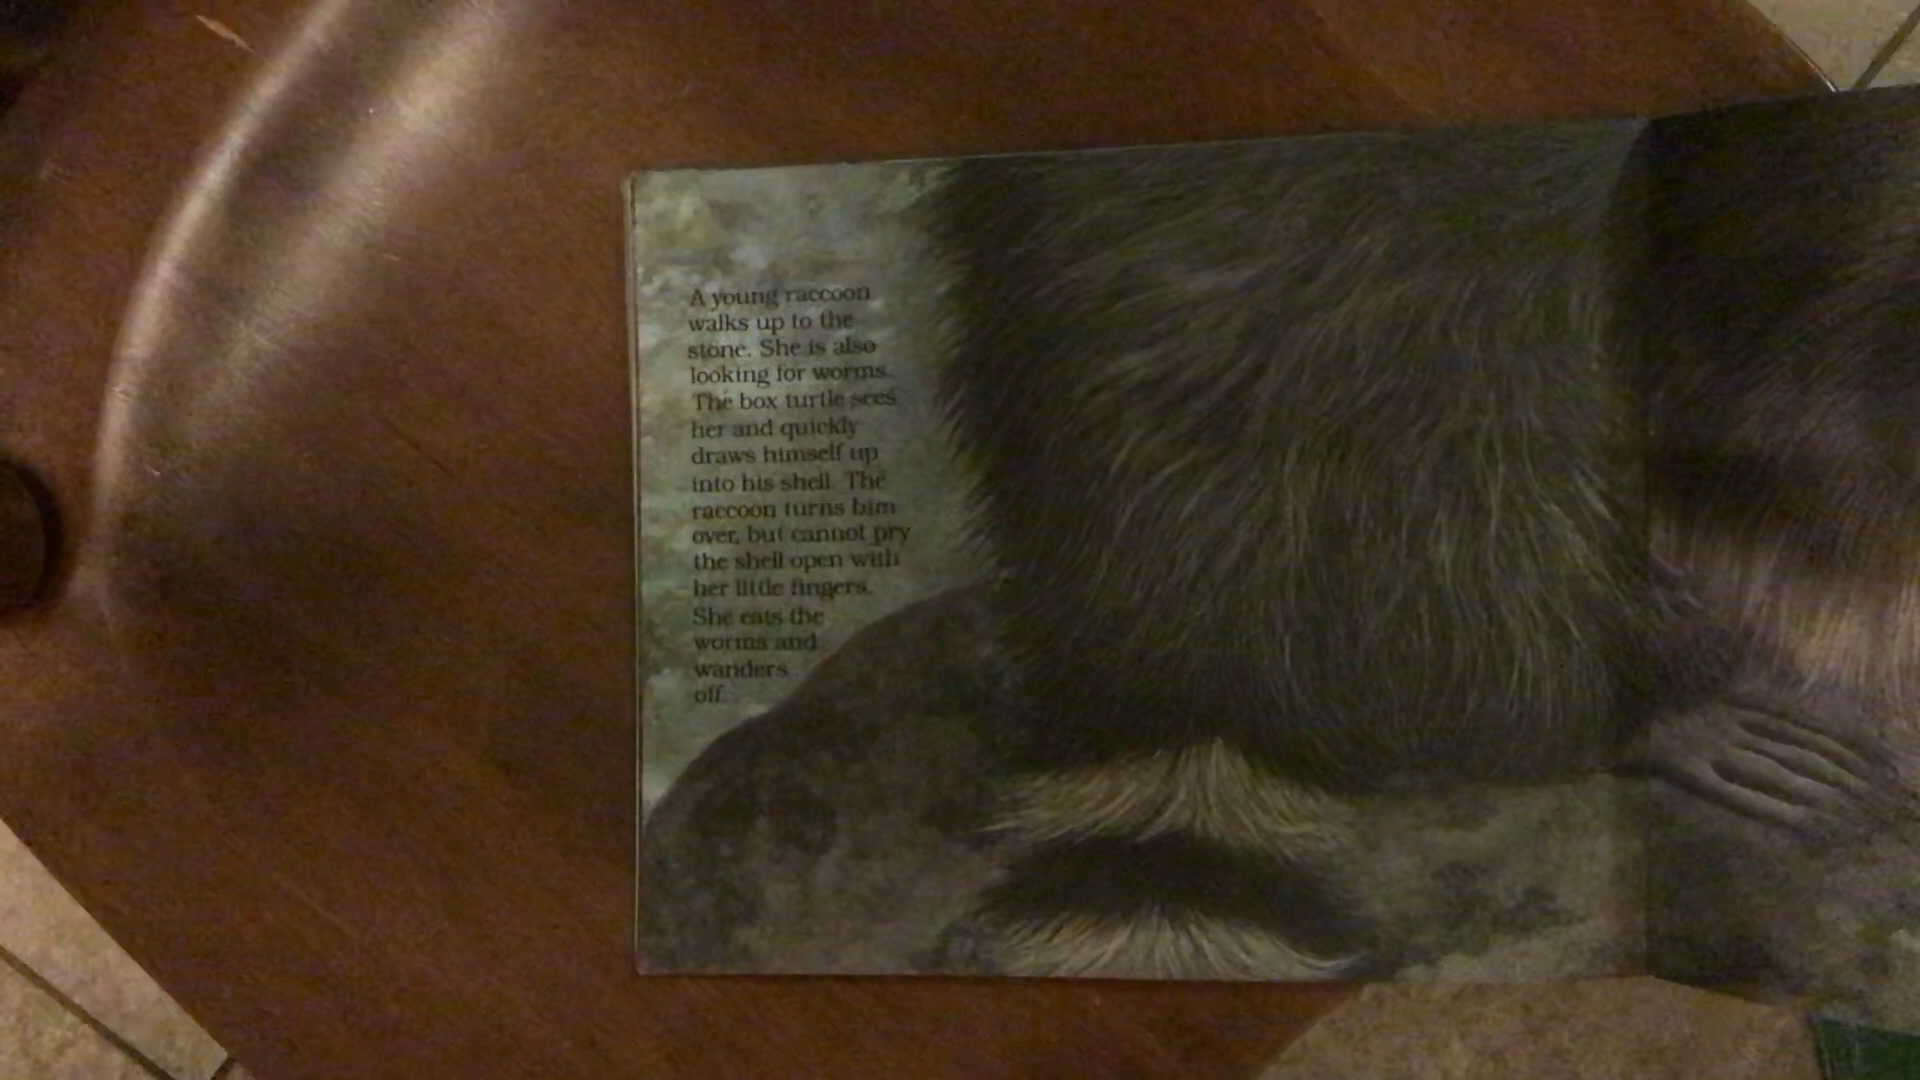 A young raccoon
walks up to the
stone. She is also
looking for worms.
The box turtle sees
her and quickly
draws himself up
into his shell. The
raccoon turns him
over, but cannot pry
the shell open with
her little fingers.
She eats the
worms and
wanders
off.